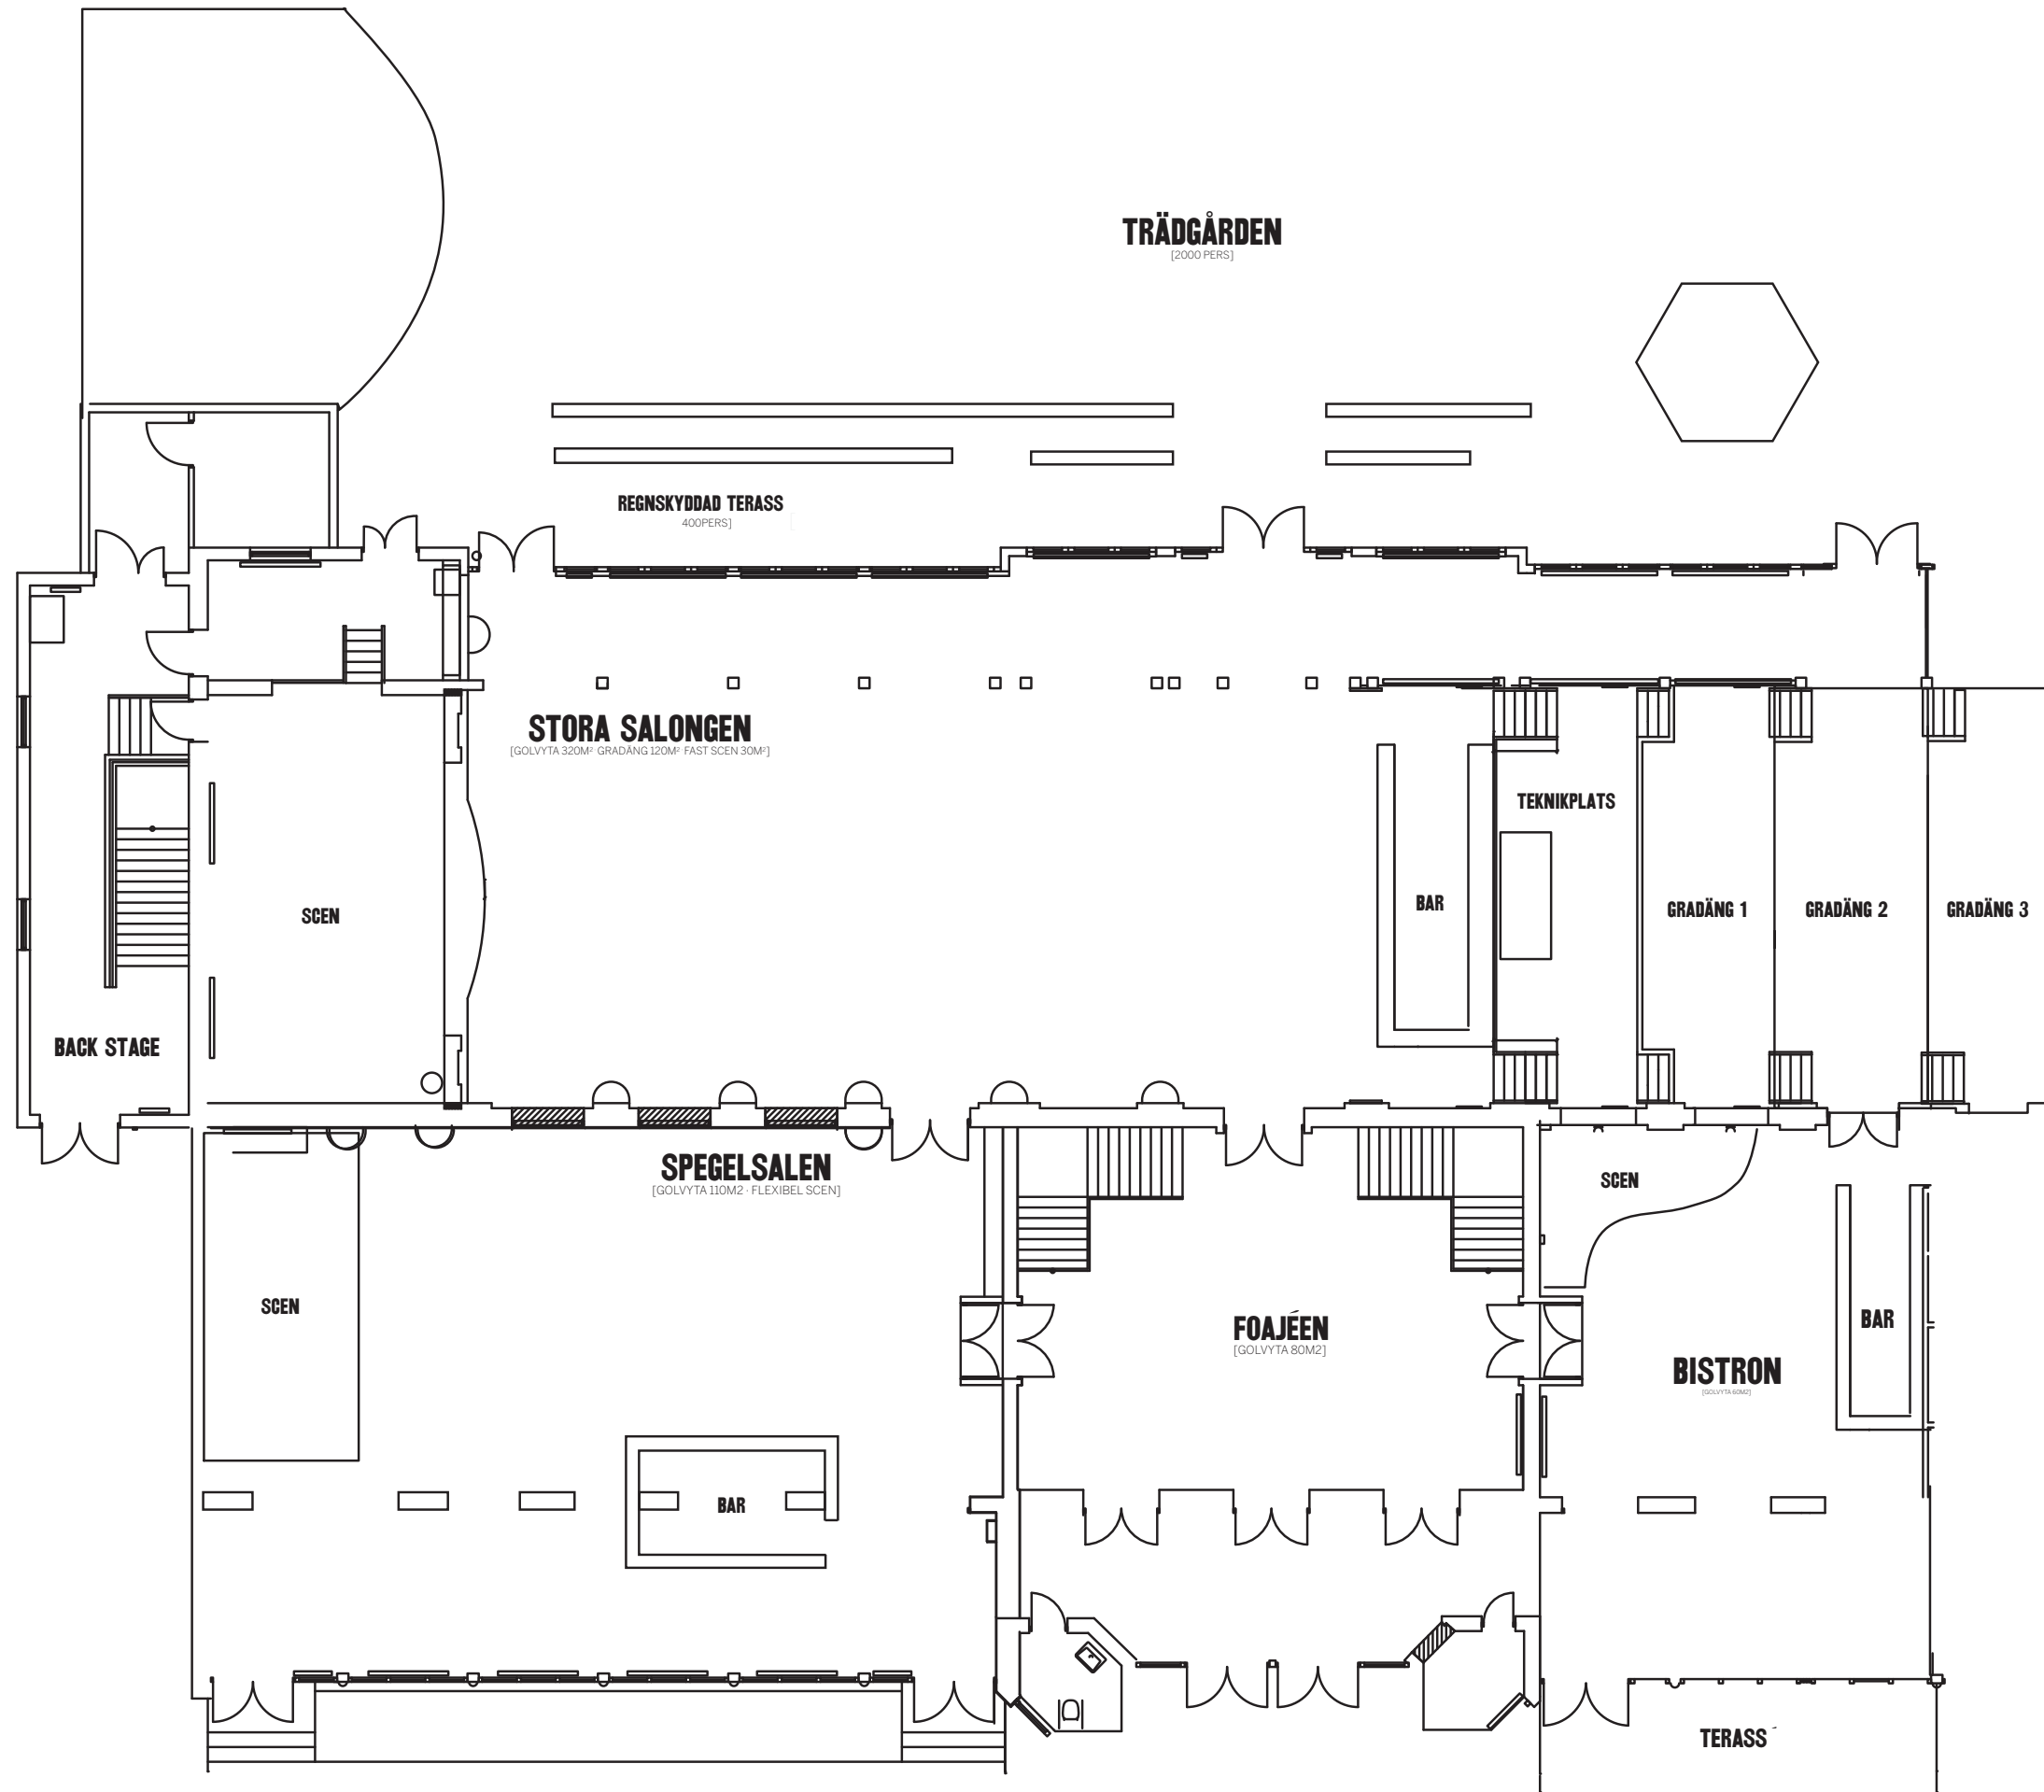 TRÄDGÅRDEN
[2000 PERS]
REGNSKYDDAD TERASS
400PERS]
STORA SALONGEN
[GOLVYTA 320M² GRADÄNG 120M² FAST SCEN 30M²]
TEKNIKPLATS
BAR
GRADÄNG 1
GRADÄNG 2
GRADÄNG 3
SCEN
BACK STAGE
SPEGELSALEN
[GOLVYTA 110M2 · FLEXIBEL SCEN]
SCEN
SCEN
FOAJÉEN
[GOLVYTA 80M2]
BAR
BISTRON
[GOLVYTA 60M2]
BAR
TERASS